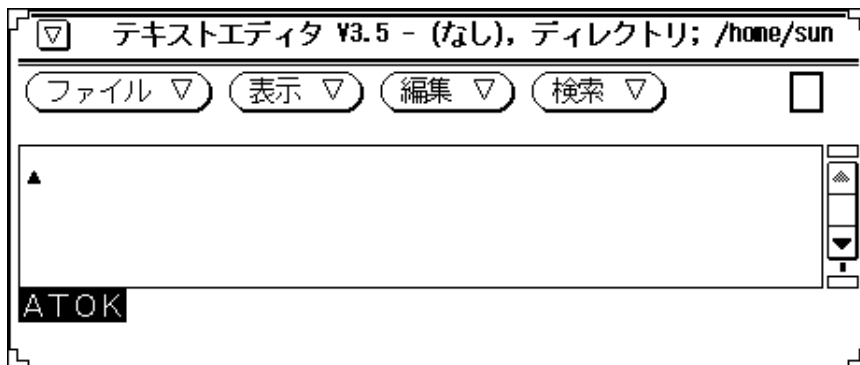 テキストエディタ V3.5 - (なし), ディレクトリ; /home/sun
ファイル 表示 編集 検索
ATOK